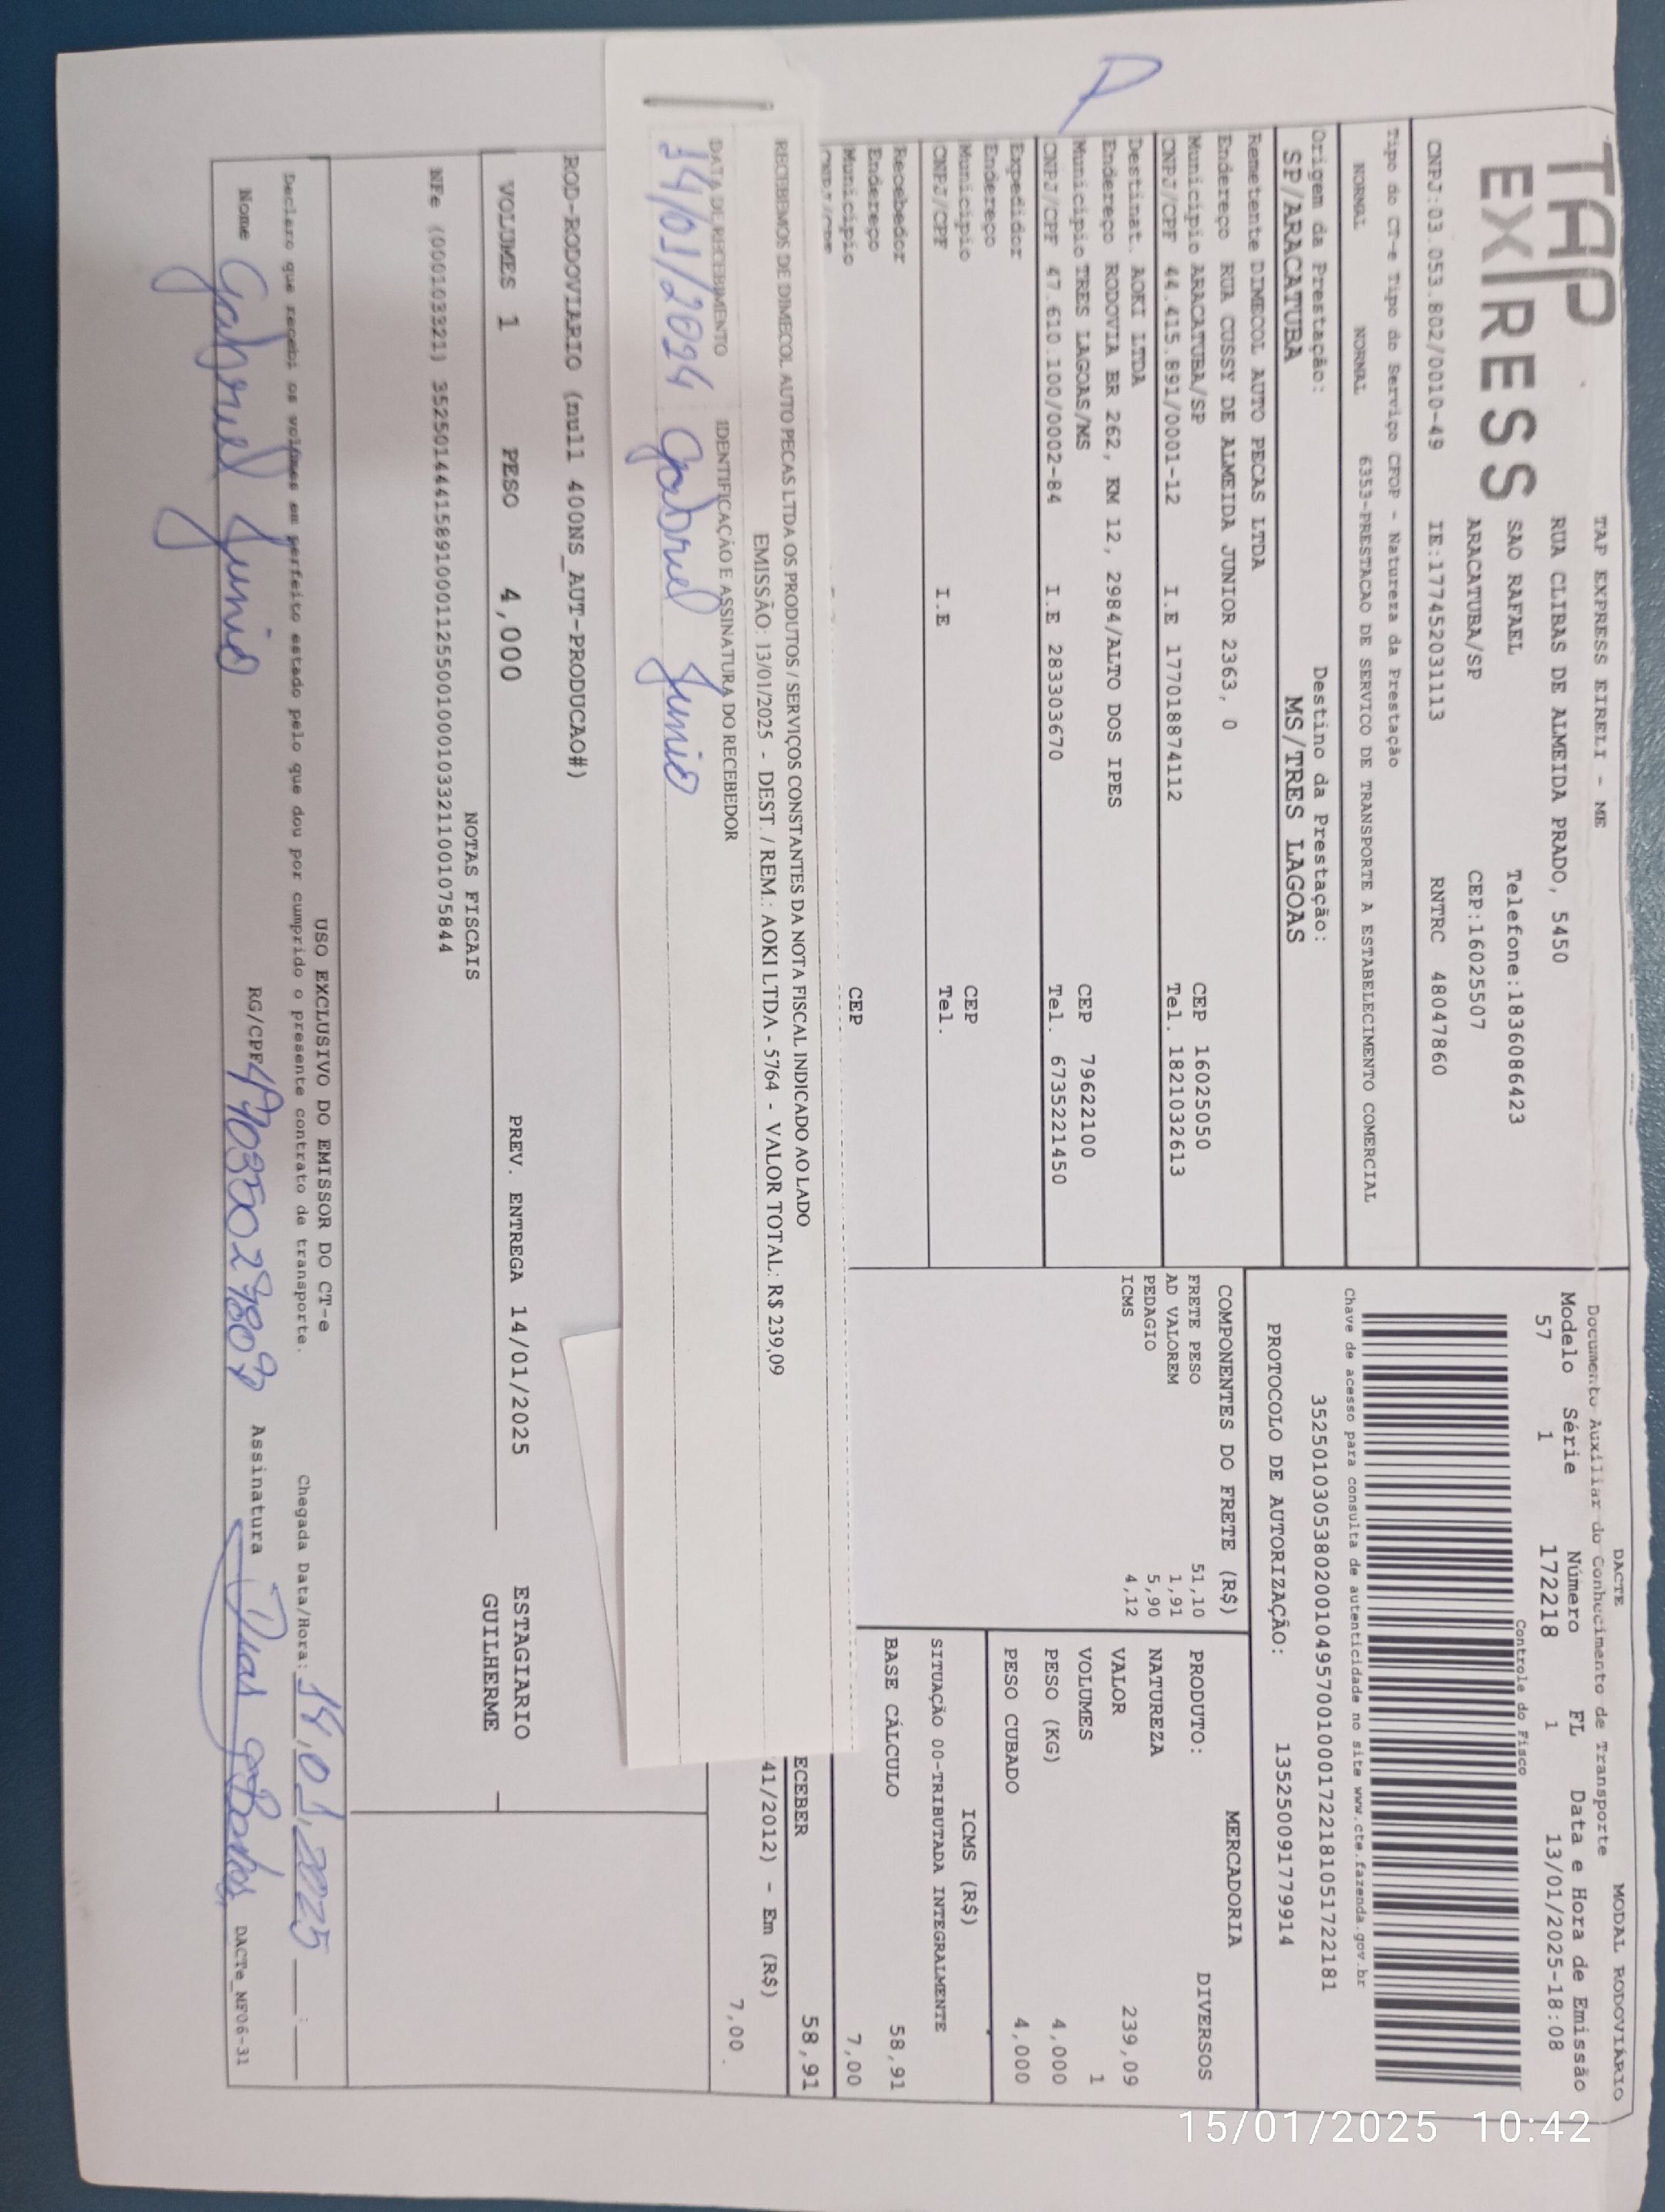 TAP
EXPRESS
TAP EXPRESS EIRELI - ME
RUA CLIBAS DE ALMEIDA PRADO, 5450
SAO RAFAEL Telefone:1836086423
ARACATUBA/SP CEP:16025507
CNPJ:03.053.802/0010-49 IE:177452031113 RNTRC 48047860
DACTE MODAL RODOVIÁRIO
Documento Auxiliar do Conhecimento de Transporte
Modelo Série Número FL Data e Hora de Emissão
57 1 172218 1 13/01/2025-18:08
Controle do Fisco
Chave de acesso para consulta de autenticidade no site www.cte.fazenda.gov.br
35250103053802001049570010001722181051722181
PROTOCOLO DE AUTORIZAÇÃO: 135250091779914
Tipo do CT-e Tipo do Serviço CFOP - Natureza da Prestação
NORMAL NORMAL 6353-PRESTACAO DE SERVICO DE TRANSPORTE A ESTABELECIMENTO COMERCIAL
Origem da Prestação: Destino da Prestação:
SP/ARACATUBA MS/TRES LAGOAS
Remetente DIMECOL AUTO PECAS LTDA
Endereço RUA CUSSY DE ALMEIDA JUNIOR 2363, 0
Município ARACATUBA/SP CEP 16025050
CNPJ/CPF 44.415.891/0001-12 I.E 177018874112 Tel. 1821032613
Destinat. AOKI LTDA
Endereço RODOVIA BR 262, KM 12, 2984/ALTO DOS IPES
Município TRES LAGOAS/MS CEP 79622100
CNPJ/CPF 47.610.100/0002-84 I.E 283303670 Tel. 6735221450
Expedidor
Endereço
Município CEP
CNPJ/CPF I.E Tel.
Recebedor
Endereço
Município CEP
CNPJ/CPF
COMPONENTES DO FRETE (R$)
FRETE PESO 51,10
AD VALOREM 1,91
PEDAGIO 5,90
ICMS 4,12
MERCADORIA
PRODUTO: DIVERSOS
NATUREZA
VALOR 239,09
VOLUMES 1
PESO (KG) 4,000
PESO CUBADO 4,000
ICMS (R$)
SITUAÇÃO 00-TRIBUTADA INTEGRALMENTE
BASE CÁLCULO 58,91
7,00
ECEBER 58,91
41/2012) - Em (R$)
7,00
RECEBEMOS DE DIMECOL AUTO PECAS LTDA OS PRODUTOS / SERVIÇOS CONSTANTES DA NOTA FISCAL INDICADO AO LADO
EMISSÃO: 13/01/2025 - DEST. / REM.: AOKI LTDA - 5764 - VALOR TOTAL: R$ 239,09
DATA DE RECEBIMENTO IDENTIFICAÇÃO E ASSINATURA DO RECEBEDOR
14/01/2024 Gabriel Junio
ROD-RODOVIARIO (null 400NS_AUT-PRODUCAO#)
VOLUMES 1 PESO 4,000 PREV. ENTREGA 14/01/2025 ESTAGIARIO
GUILHERME
NOTAS FISCAIS
NFe (000103321) 35250144415891000112550010001033211001075844
USO EXCLUSIVO DO EMISSOR DO CT-e
Declaro que recebi os volumes em perfeito estado pelo que dou por cumprido o presente contrato de transporte. Chegada Data/Hora: 14/01/2025
Nome Gabriel Junio RG/CPF Assinatura DACTe_MF06-31
15/01/2025 10:42